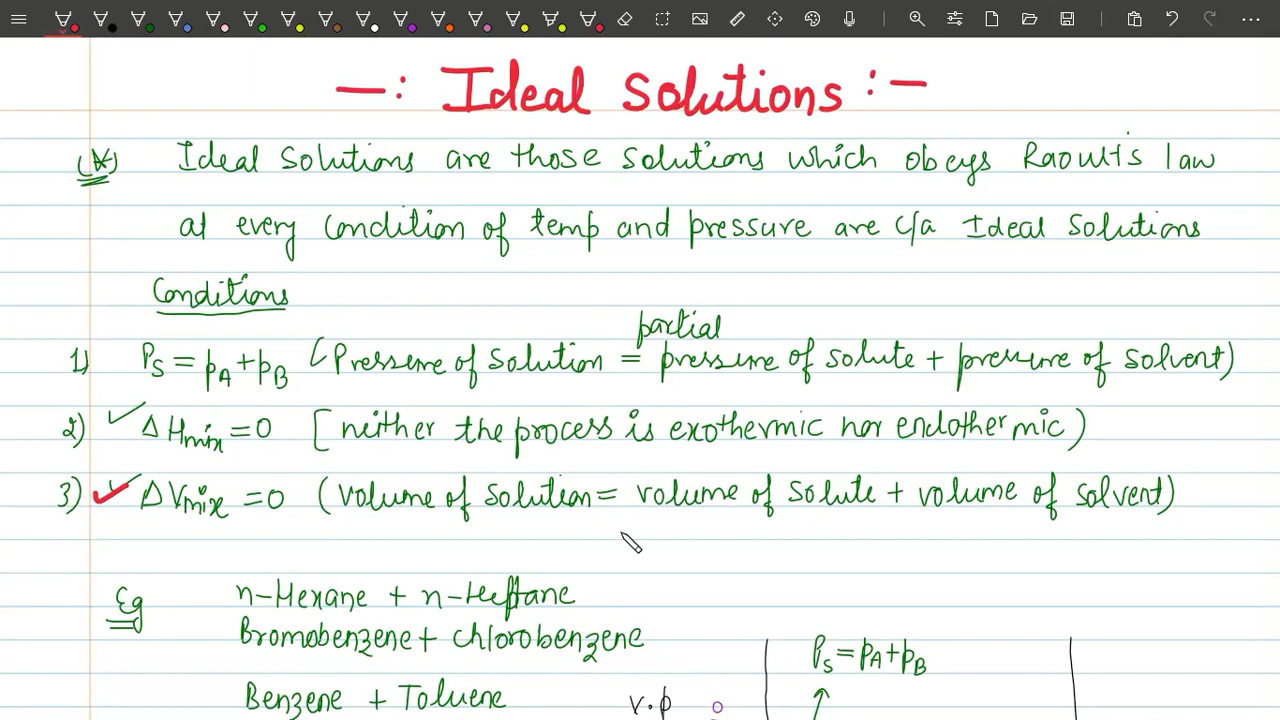 —: Ideal Solutions :—
(*) Ideal Solutions are those solutions which obeys Raoult's law
at every condition of temp and pressure are c/a Ideal Solutions
Conditions
partial
1) Ps = pA + pB (Pressure of Solution = pressure of solute + pressure of solvent)
2) ΔHmix = 0 [neither the process is exothermic nor endothermic)
3) ΔVmix = 0 (volume of solution = volume of solute + volume of solvent)
Eg n-Hexane + n-Heptane
Bromobenzene + chlorobenzene
Ps = pA + pB
Benzene + Toluene
v.p